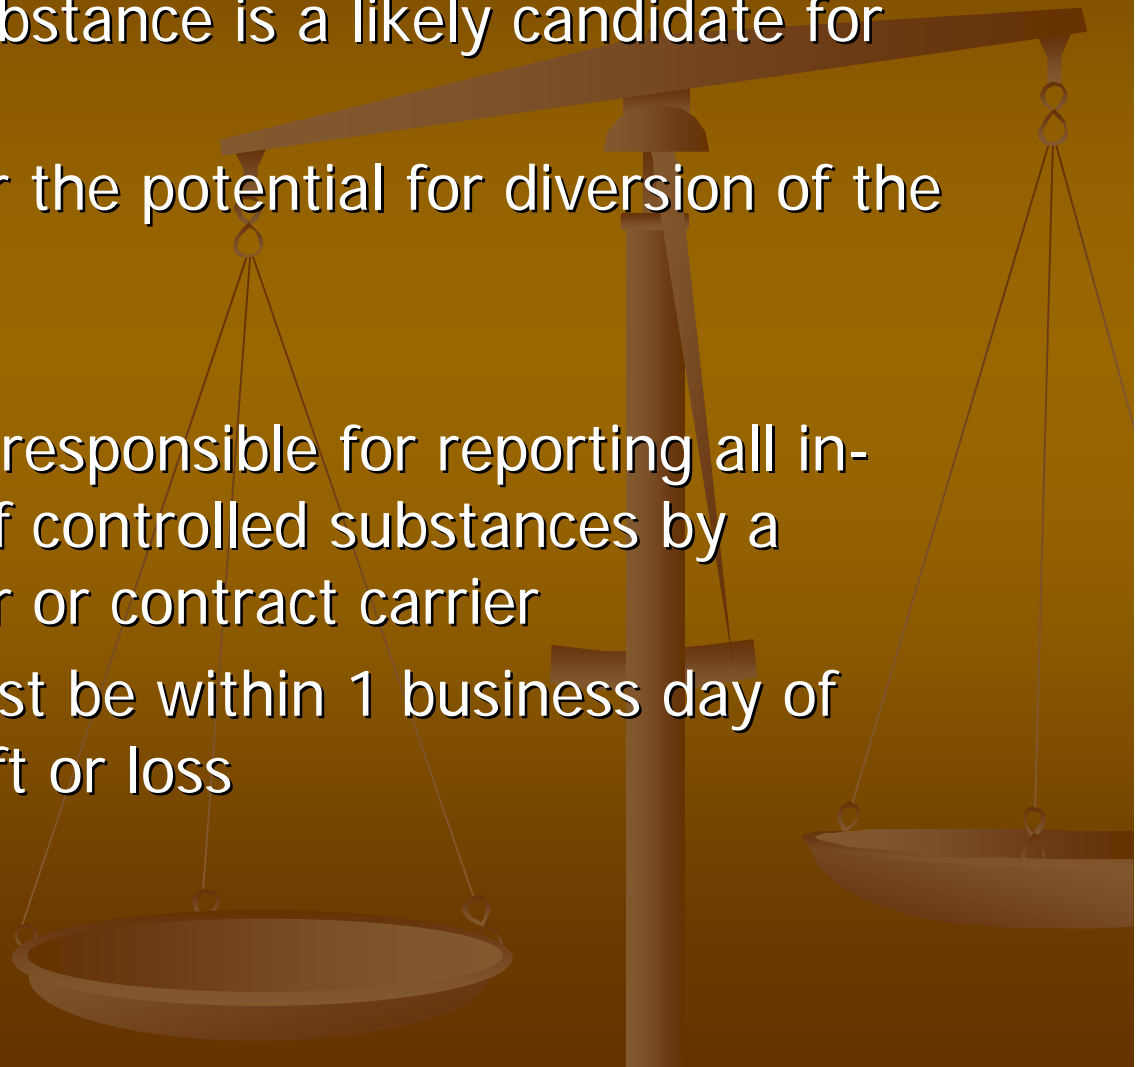 bstance is a likely candidate for
r the potential for diversion of the
responsible for reporting all in-
f controlled substances by a
r or contract carrier
st be within 1 business day of
ft or loss